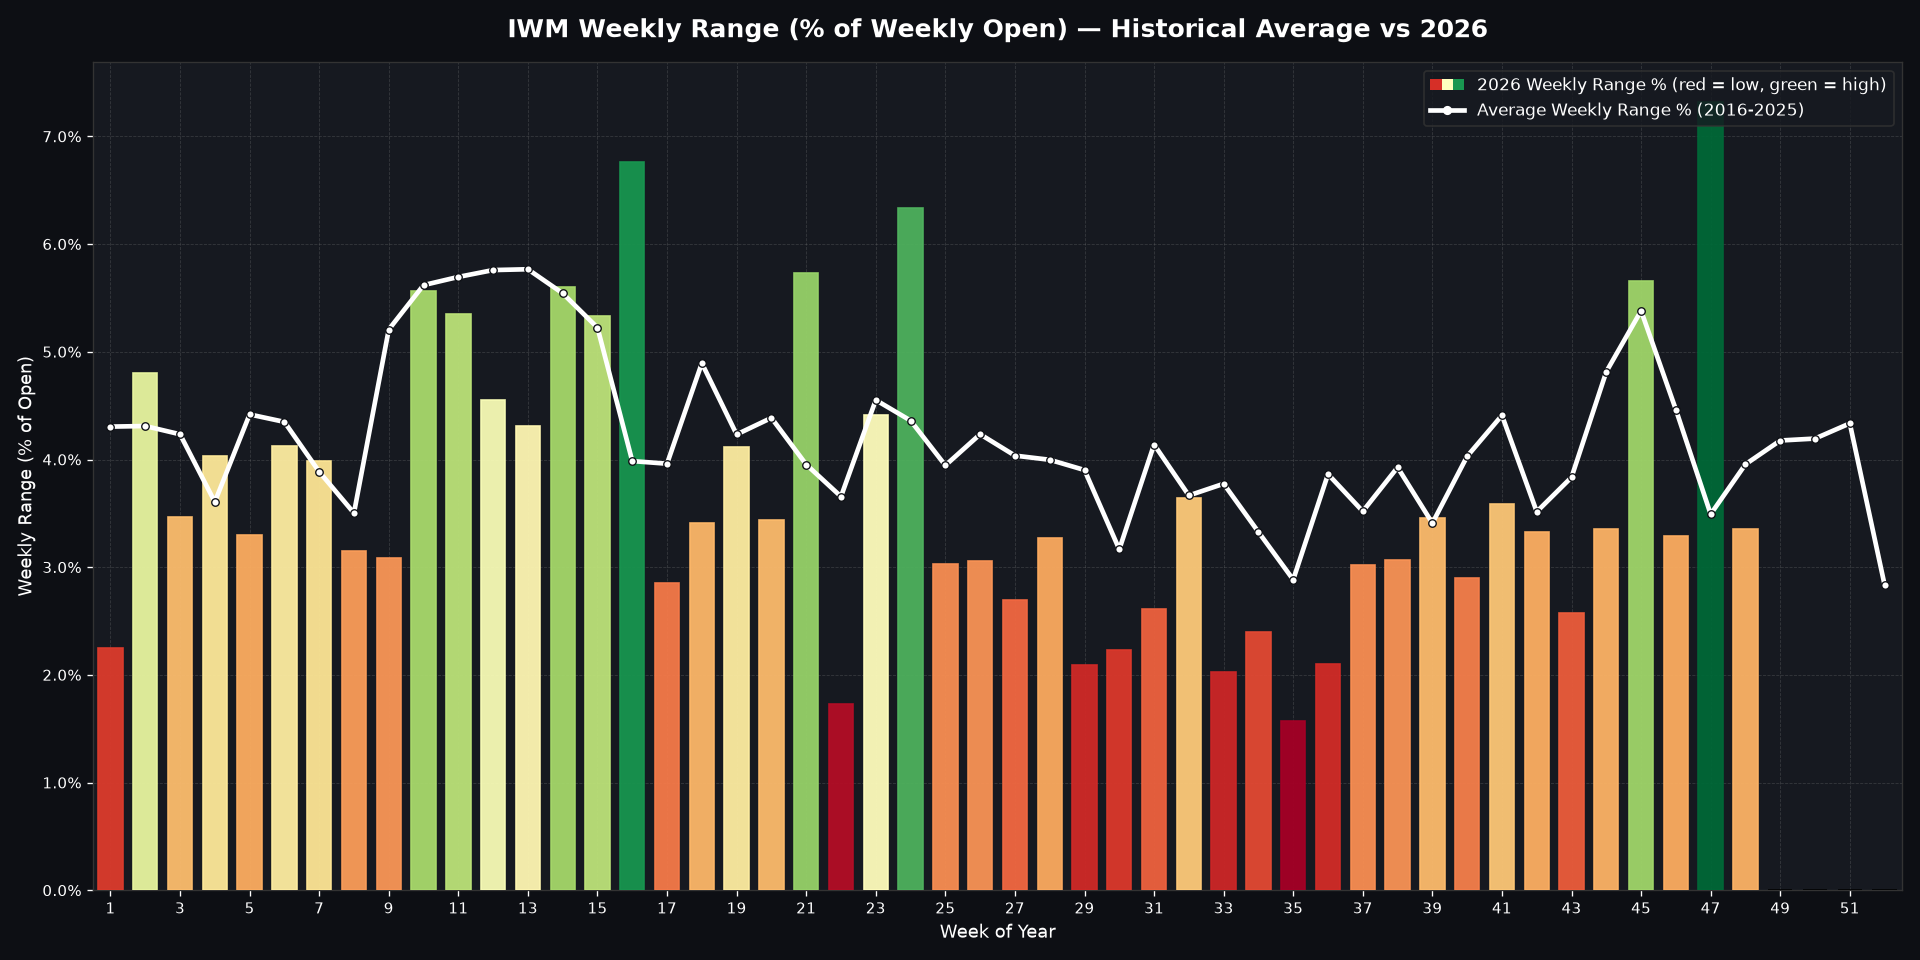 IWM Weekly Range (% of Weekly Open) — Historical Average vs 2026
2026 Weekly Range % (red = low, green = high)
Average Weekly Range % (2016-2025)
Weekly Range (% of Open)
7.0%
6.0%
5.0%
4.0%
3.0%
2.0%
1.0%
0.0%
1 3 5 7 9 11 13 15 17 19 21 23 25 27 29 31 33 35 37 39 41 43 45 47 49 51
Week of Year